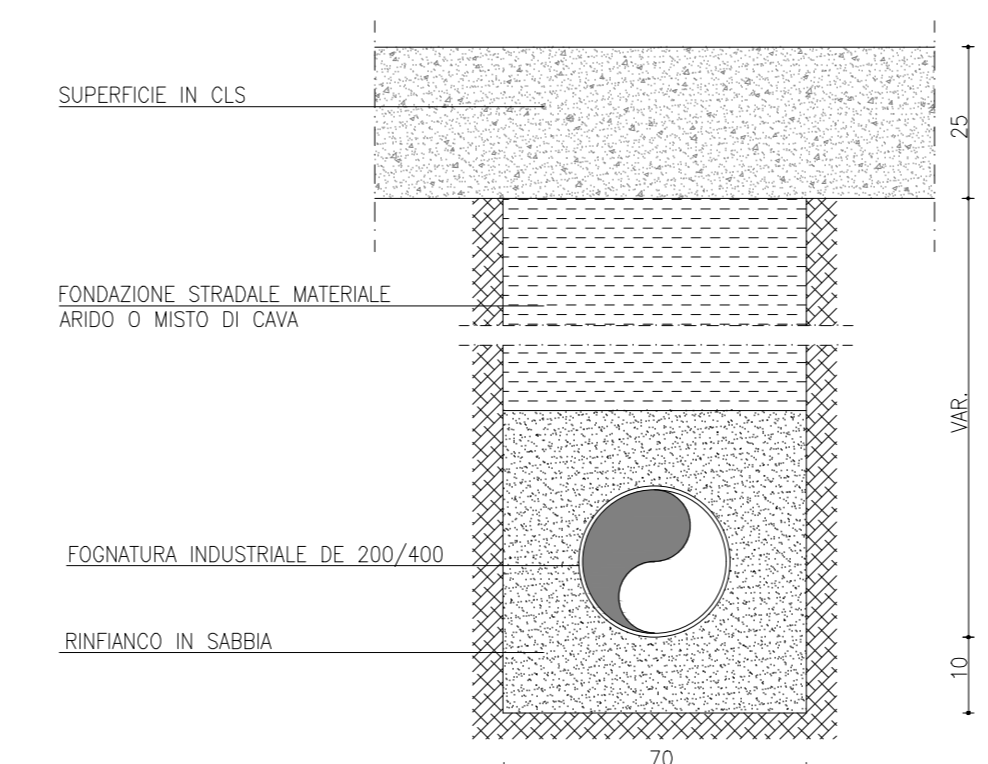 SUPERFICIE IN CLS
25
FONDAZIONE STRADALE MATERIALE
ARIDO O MISTO DI CAVA
VAR.
FOGNATURA INDUSTRIALE DE 200/400
RINFIANCO IN SABBIA
10
70